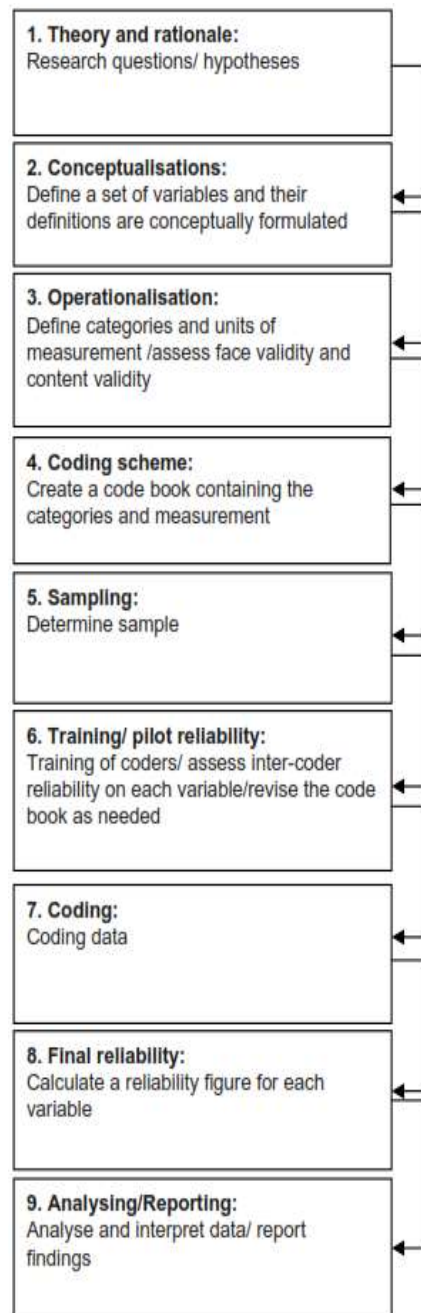 1. Theory and rationale:
Research questions/ hypotheses
2. Conceptualisations:
Define a set of variables and their
definitions are conceptually formulated
3. Operationalisation:
Define categories and units of
measurement /assess face validity and
content validity
4. Coding scheme:
Create a code book containing the
categories and measurement
5. Sampling:
Determine sample
6. Training/ pilot reliability:
Training of coders/ assess inter-coder
reliability on each variable/revise the code
book as needed
7. Coding:
Coding data
8. Final reliability:
Calculate a reliability figure for each
variable
9. Analysing/Reporting:
Analyse and interpret data/ report
findings